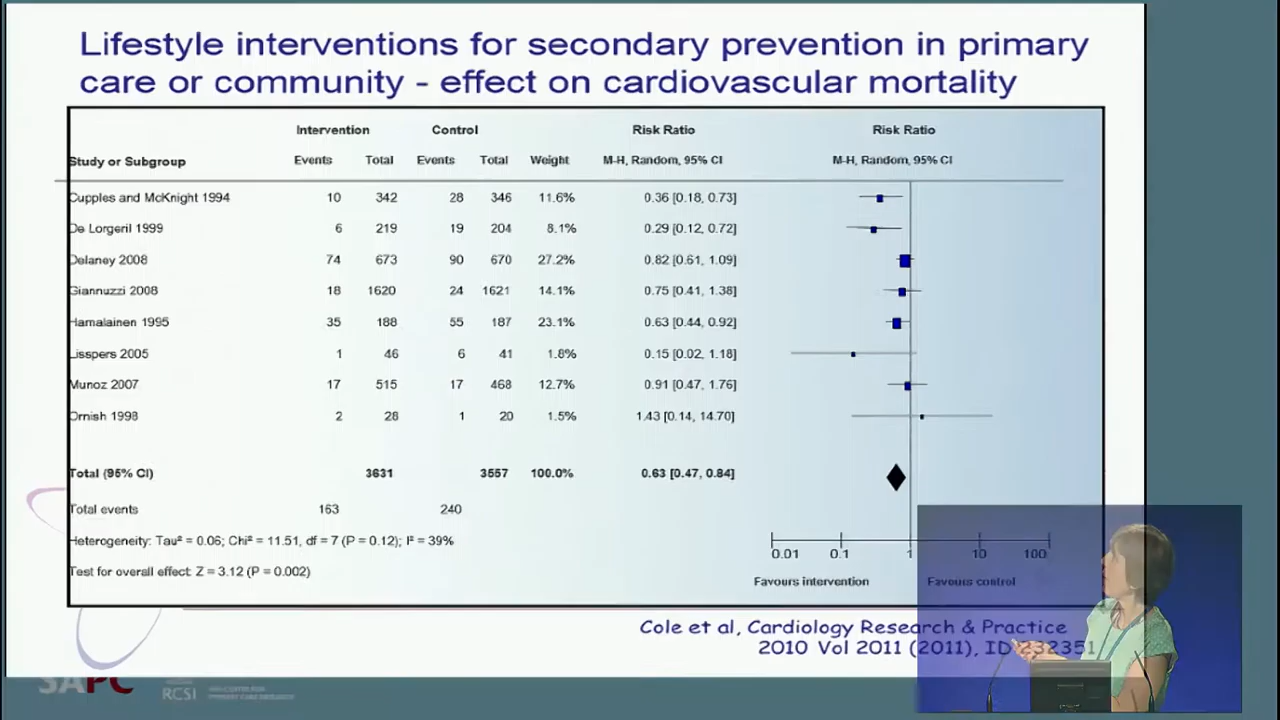 Lifestyle interventions for secondary prevention in primary
care or community - effect on cardiovascular mortality
Intervention Control Risk Ratio Risk Ratio
Study or Subgroup Events Total Events Total Weight M-H, Random, 95% CI M-H, Random, 95% CI
Cupples and McKnight 1994 10 342 28 346 11.6% 0.36 [0.18, 0.73]
De Lorgeril 1999 6 219 19 204 8.1% 0.29 [0.12, 0.72]
Delaney 2008 74 673 90 670 27.2% 0.82 [0.61, 1.09]
Giannuzzi 2008 18 1620 24 1621 14.1% 0.75 [0.41, 1.38]
Hamalainen 1995 35 188 55 187 23.1% 0.63 [0.44, 0.92]
Lisspers 2005 1 46 6 41 1.8% 0.15 [0.02, 1.18]
Munoz 2007 17 515 17 468 12.7% 0.91 [0.47, 1.76]
Ornish 1998 2 28 1 20 1.5% 1.43 [0.14, 14.70]
Total (95% CI) 3631 3557 100.0% 0.63 [0.47, 0.84]
Total events 163 240
Heterogeneity: Tau² = 0.06; Chi² = 11.51, df = 7 (P = 0.12); I² = 39%
Test for overall effect: Z = 3.12 (P = 0.002)
0.01 0.1 1 10 100
Favours intervention Favours control
Cole et al, Cardiology Research & Practice
2010 Vol 2011 (2011), ID 232351
SAPC RCSI